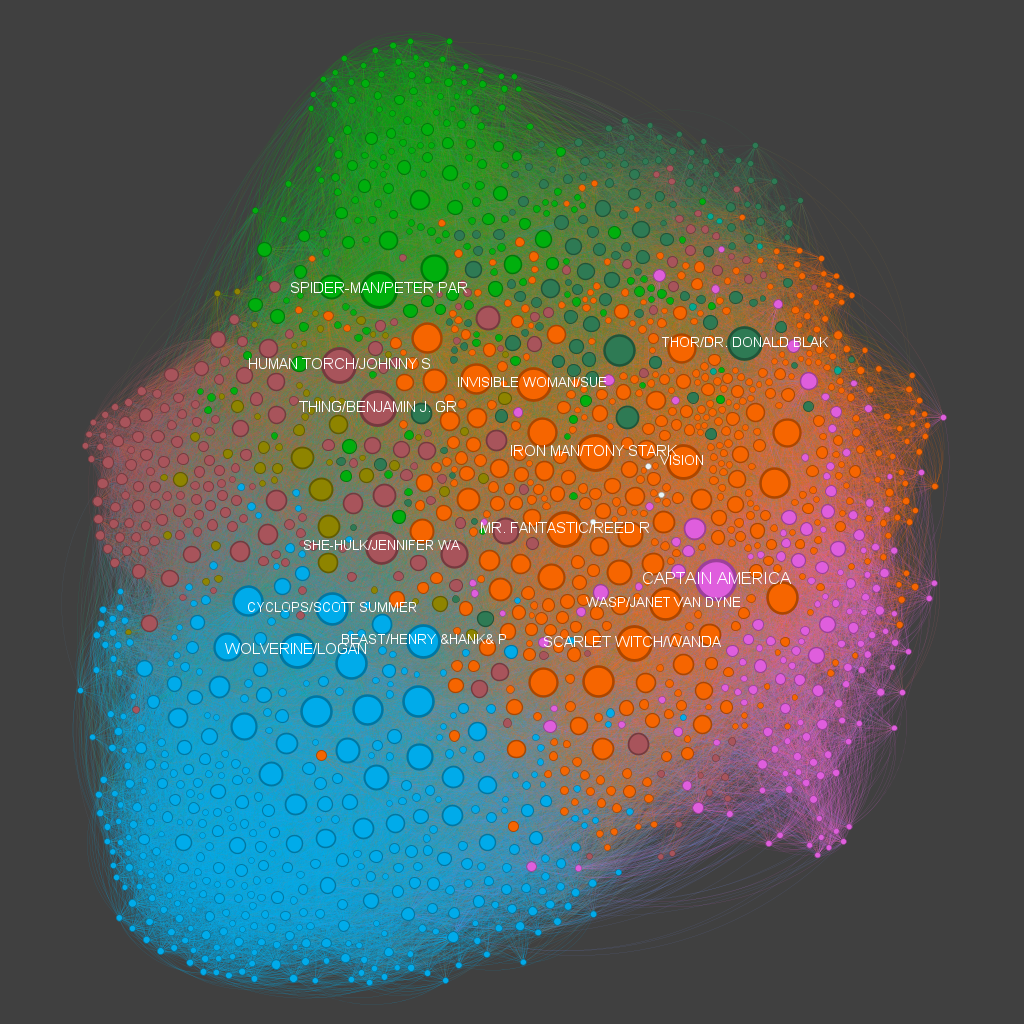 SPIDER-MAN/PETER PAR
THOR/DR. DONALD BLAK
HUMAN TORCH/JOHNNY S
INVISIBLE WOMAN/SUE
THING/BENJAMIN J. GR
IRON MAN/TONY STARK
VISION
MR. FANTASTIC/REED R
SHE-HULK/JENNIFER WA
CAPTAIN AMERICA
WASP/JANET VAN DYNE
CYCLOPS/SCOTT SUMMER
BEAST/HENRY &HANK& P
SCARLET WITCH/WANDA
WOLVERINE/LOGAN